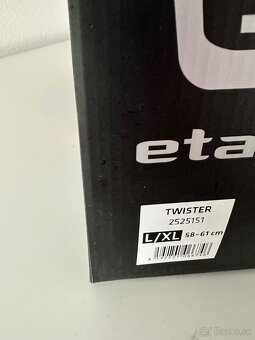 eta
TWISTER
2525151
L/XL 58-61 cm
bazos.sk